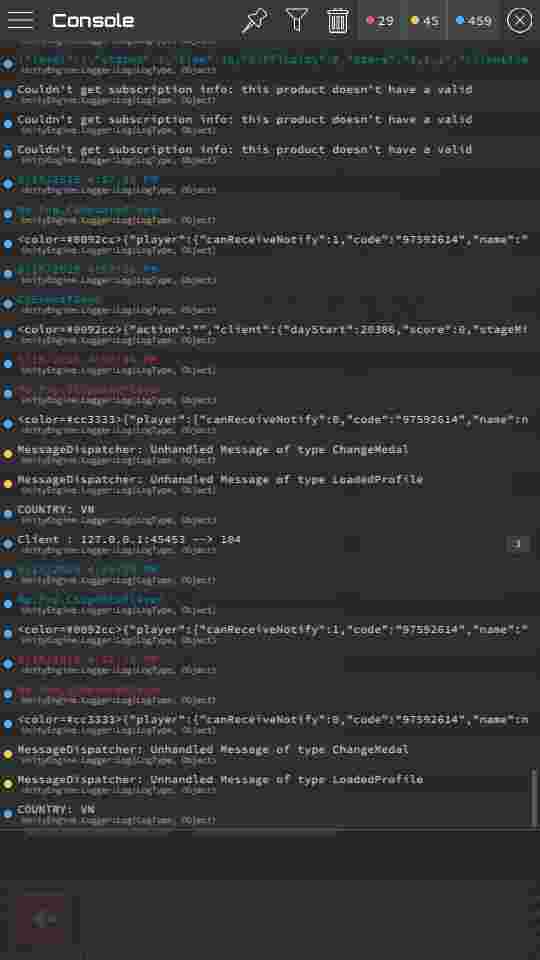 Console
29
45
459
UnityEngine.Logger:Log(LogType, Object)
Couldn't get subscription info: this product doesn't have a valid
UnityEngine.Logger:Log(LogType, Object)
Couldn't get subscription info: this product doesn't have a valid
UnityEngine.Logger:Log(LogType, Object)
Couldn't get subscription info: this product doesn't have a valid
UnityEngine.Logger:Log(LogType, Object)
UnityEngine.Logger:Log(LogType, Object)
UnityEngine.Logger:Log(LogType, Object)
<color=#0092cc>{"player":{"canReceiveNotify":1,"code":"97592614","name":"
UnityEngine.Logger:Log(LogType, Object)
UnityEngine.Logger:Log(LogType, Object)
UnityEngine.Logger:Log(LogType, Object)
<color=#0092cc>{"action":"","client":{"dayStart":20386,"score":0,"stageMi
UnityEngine.Logger:Log(LogType, Object)
UnityEngine.Logger:Log(LogType, Object)
UnityEngine.Logger:Log(LogType, Object)
<color=#cc3333>{"player":{"canReceiveNotify":0,"code":"97592614","name":n
UnityEngine.Logger:Log(LogType, Object)
MessageDispatcher: Unhandled Message of type ChangeMedal
UnityEngine.Logger:Log(LogType, Object)
MessageDispatcher: Unhandled Message of type LoadedProfile
UnityEngine.Logger:Log(LogType, Object)
COUNTRY: VN
UnityEngine.Logger:Log(LogType, Object)
Client : 127.0.0.1:45453 --> 104
3
UnityEngine.Logger:Log(LogType, Object)
UnityEngine.Logger:Log(LogType, Object)
UnityEngine.Logger:Log(LogType, Object)
<color=#0092cc>{"player":{"canReceiveNotify":1,"code":"97592614","name":"
UnityEngine.Logger:Log(LogType, Object)
UnityEngine.Logger:Log(LogType, Object)
UnityEngine.Logger:Log(LogType, Object)
<color=#cc3333>{"player":{"canReceiveNotify":0,"code":"97592614","name":n
UnityEngine.Logger:Log(LogType, Object)
MessageDispatcher: Unhandled Message of type ChangeMedal
UnityEngine.Logger:Log(LogType, Object)
MessageDispatcher: Unhandled Message of type LoadedProfile
UnityEngine.Logger:Log(LogType, Object)
COUNTRY: VN
UnityEngine.Logger:Log(LogType, Object)